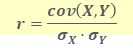 r = cov(X,Y) / σX · σY